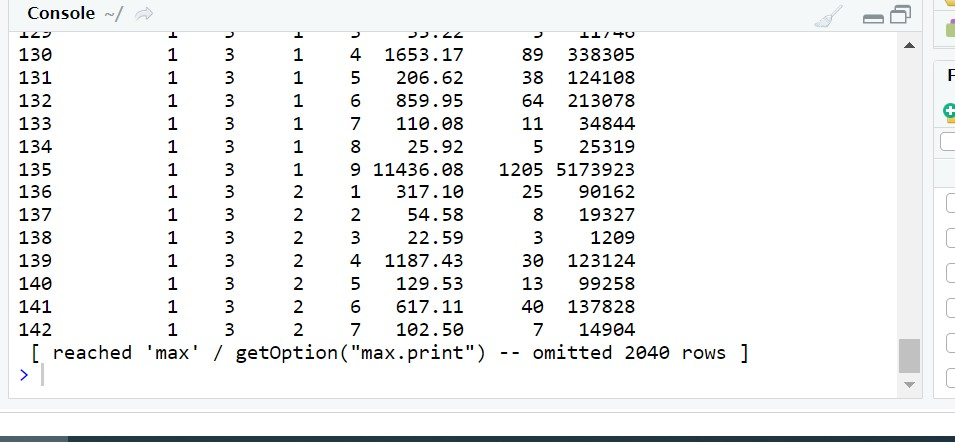 Console ~/
129 1 3 1 3 55.22 5 11746
130 1 3 1 4 1653.17 89 338305
131 1 3 1 5 206.62 38 124108
132 1 3 1 6 859.95 64 213078
133 1 3 1 7 110.08 11 34844
134 1 3 1 8 25.92 5 25319
135 1 3 1 9 11436.08 1205 5173923
136 1 3 2 1 317.10 25 90162
137 1 3 2 2 54.58 8 19327
138 1 3 2 3 22.59 3 1209
139 1 3 2 4 1187.43 30 123124
140 1 3 2 5 129.53 13 99258
141 1 3 2 6 617.11 40 137828
142 1 3 2 7 102.50 7 14904
[ reached 'max' / getOption("max.print") -- omitted 2040 rows ]
>